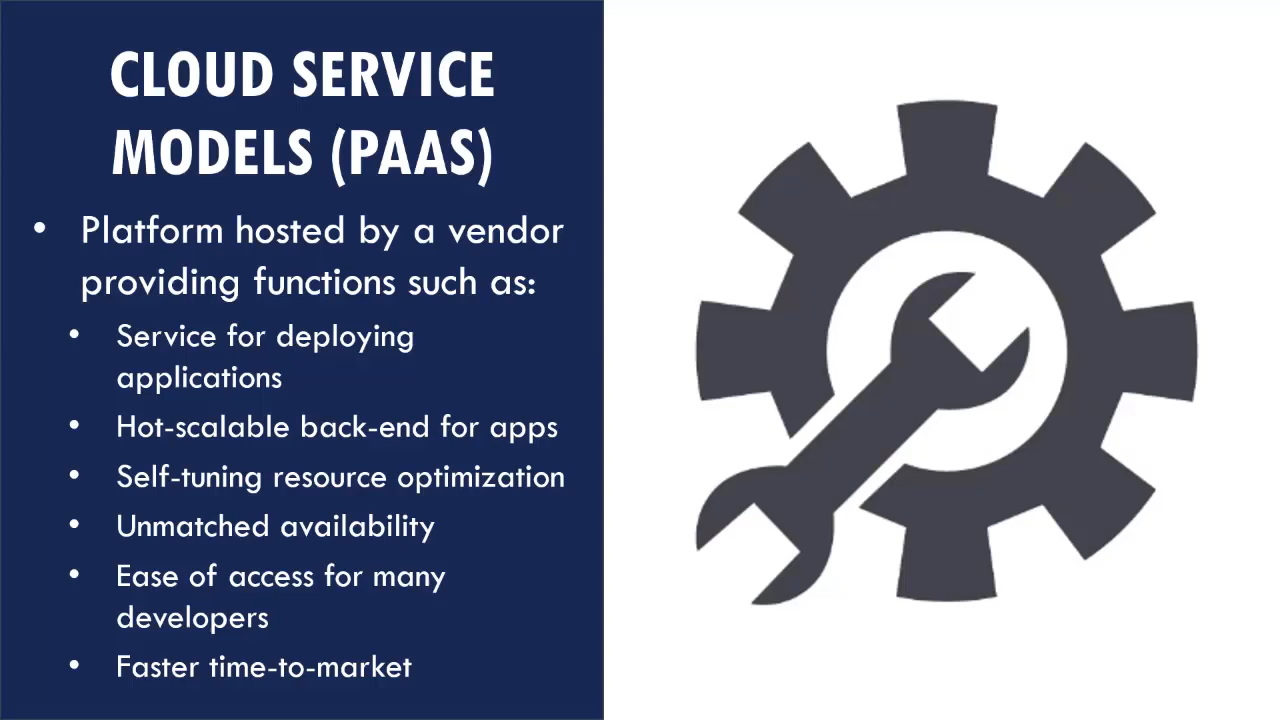 CLOUD SERVICE
MODELS (PAAS)
• Platform hosted by a vendor
providing functions such as:
• Service for deploying
applications
• Hot-scalable back-end for apps
• Self-tuning resource optimization
• Unmatched availability
• Ease of access for many
developers
• Faster time-to-market